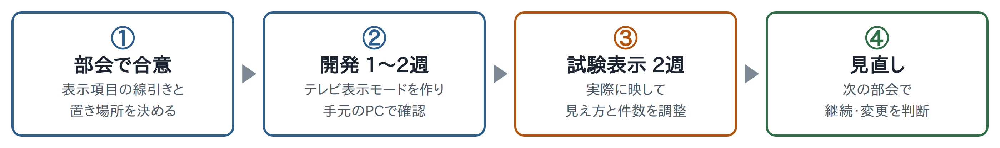 ①
部会で合意
表示項目の線引きと
置き場所を決める
②
開発 1〜2週
テレビ表示モードを作り
手元のPCで確認
③
試験表示 2週
実際に映して
見え方と件数を調整
④
見直し
次の部会で
継続・変更を判断